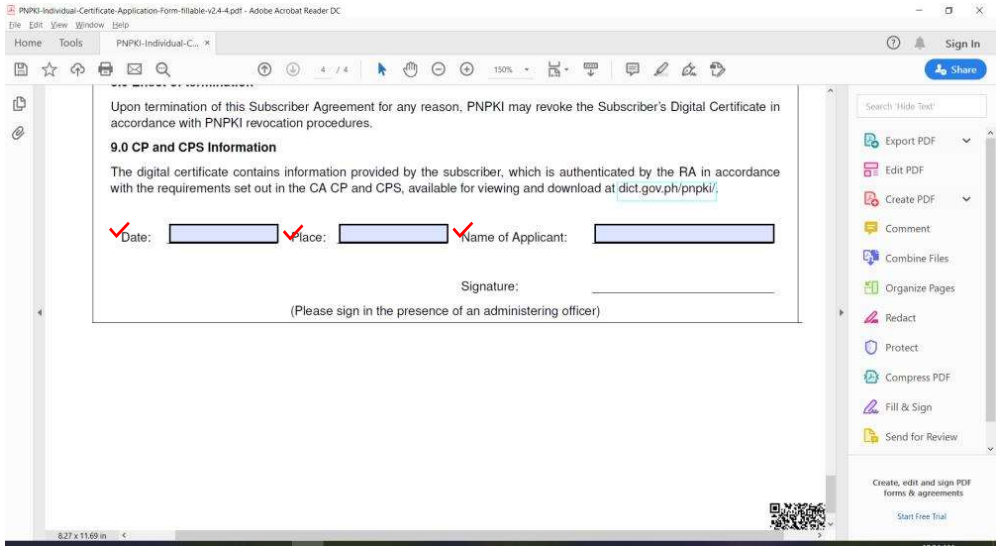 PNPKI-Individual-Certificate-Application-Form-fillable-v2.4-4.pdf - Adobe Acrobat Reader DC
File Edit View Window Help
Home Tools PNPKI-Individual-C... × Sign In
4 / 4 150% Share
Upon termination of this Subscriber Agreement for any reason, PNPKI may revoke the Subscriber's Digital Certificate in
accordance with PNPKI revocation procedures.
9.0 CP and CPS Information
The digital certificate contains information provided by the subscriber, which is authenticated by the RA in accordance
with the requirements set out in the CA CP and CPS, available for viewing and download at dict.gov.ph/pnpki/.
Date: Place: Name of Applicant:
Signature:
(Please sign in the presence of an administering officer)
8.27 x 11.69 in
Search 'Hide Text'
Export PDF
Edit PDF
Create PDF
Comment
Combine Files
Organize Pages
Redact
Protect
Compress PDF
Fill & Sign
Send for Review
Create, edit and sign PDF
forms & agreements
Start Free Trial